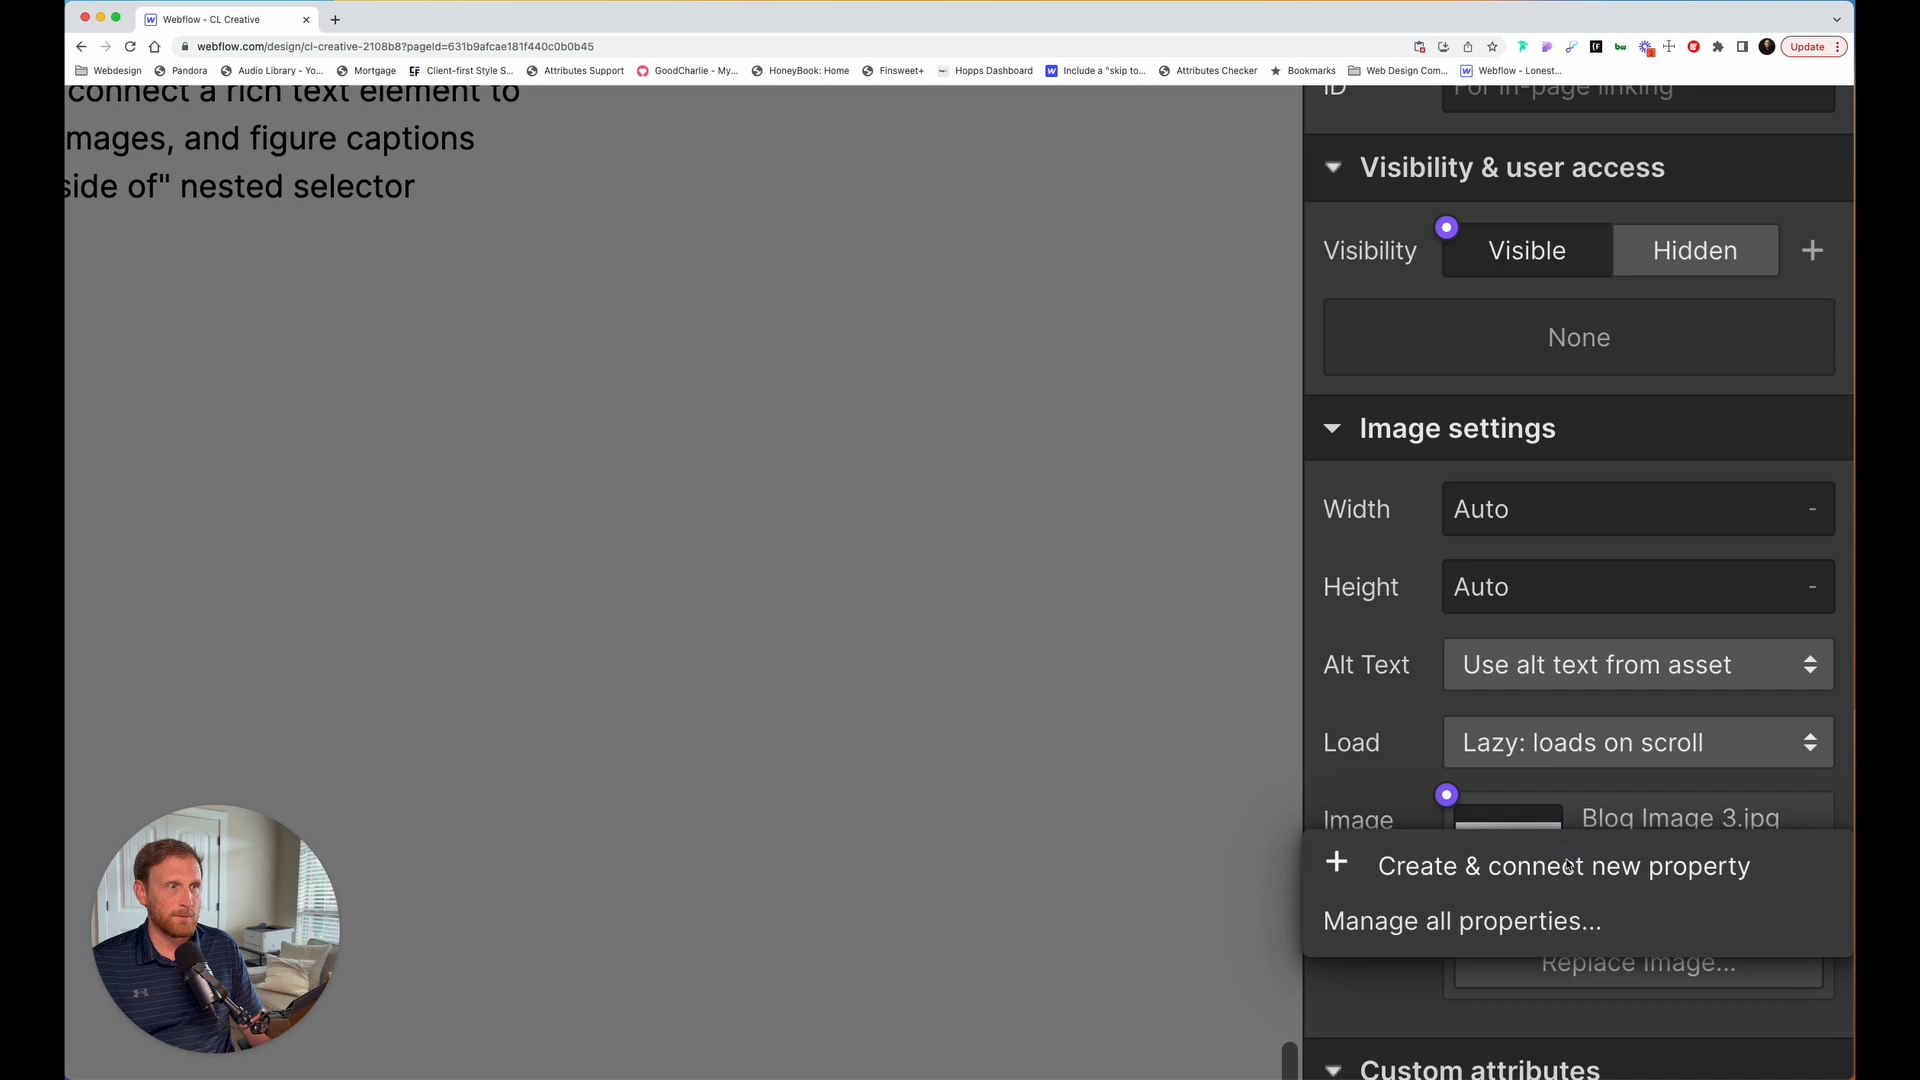 Webflow - CL Creative
webflow.com/design/cl-creative-2108b8?pageId=631b9afcae181f440c0b0b45
Update
Webdesign
Pandora
Audio Library - Yo...
Mortgage
Client-first Style S...
Attributes Support
GoodCharlie - My...
HoneyBook: Home
Finsweet+
Hopps Dashboard
Include a "skip to...
Attributes Checker
Bookmarks
Web Design Com...
Webflow - Lonest...
connect a rich text element to
mages, and figure captions
side of" nested selector
ID
For in-page linking
Visibility & user access
Visibility
Visible
Hidden
None
Image settings
Width
Auto
-
Height
Auto
-
Alt Text
Use alt text from asset
Load
Lazy: loads on scroll
Image
Blog Image 3.jpg
Create & connect new property
Manage all properties...
Replace Image...
Custom attributes